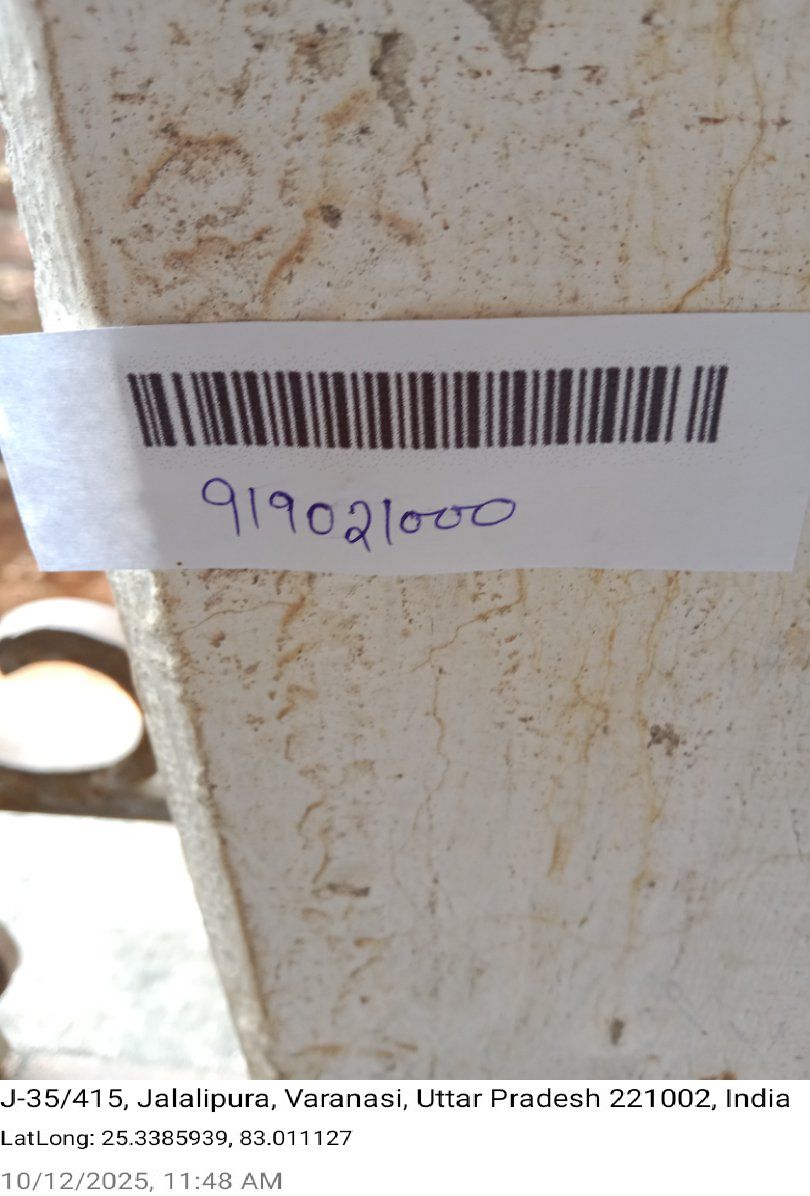 919021000
J-35/415, Jalalipura, Varanasi, Uttar Pradesh 221002, India
LatLong: 25.3385939, 83.011127
10/12/2025, 11:48 AM